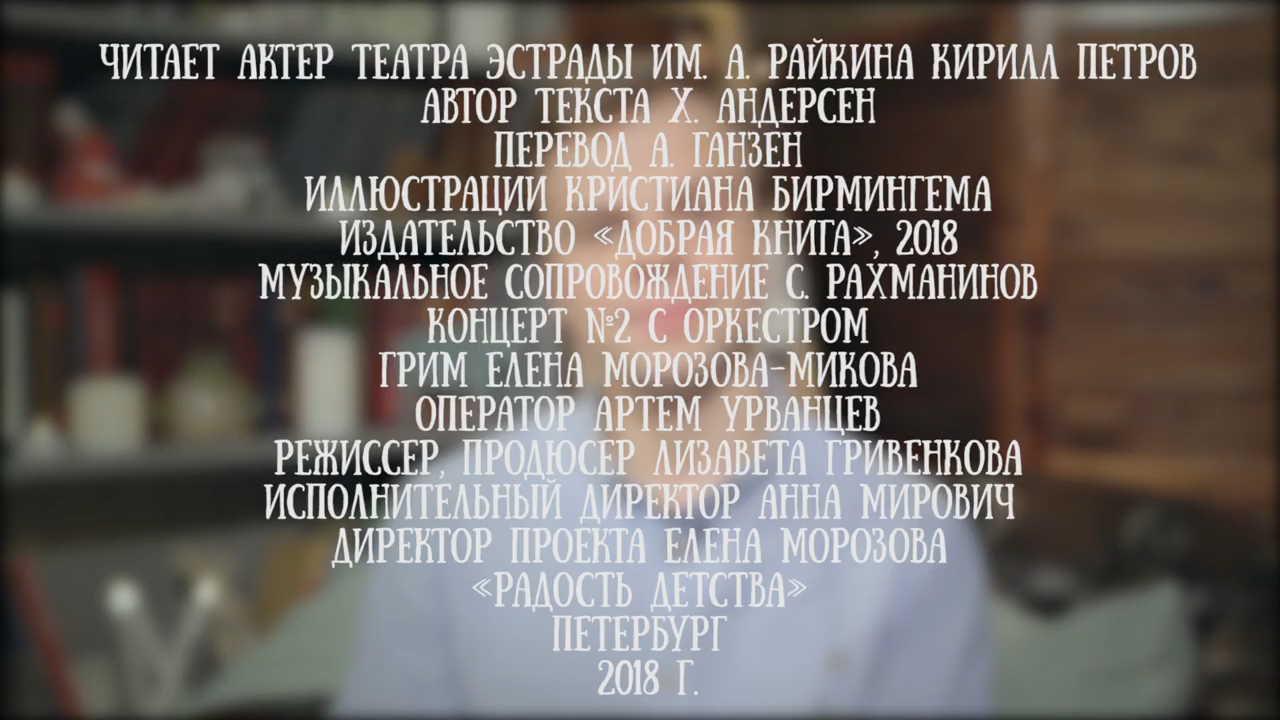 ЧИТАЕТ АКТЕР ТЕАТРА ЭСТРАДЫ ИМ. А. РАЙКИНА КИРИЛЛ ПЕТРОВ
АВТОР ТЕКСТА Х. АНДЕРСЕН
ПЕРЕВОД А. ГАНЗЕН
ИЛЛЮСТРАЦИИ КРИСТИАНА БИРМИНГЕМА
ИЗДАТЕЛЬСТВО «ДОБРАЯ КНИГА», 2018
МУЗЫКАЛЬНОЕ СОПРОВОЖДЕНИЕ С. РАХМАНИНОВ
КОНЦЕРТ №2 С ОРКЕСТРОМ
ГРИМ ЕЛЕНА МОРОЗОВА-МИКОВА
ОПЕРАТОР АРТЕМ УРВАНЦЕВ
РЕЖИССЕР, ПРОДЮСЕР ЛИЗАВЕТА ГРИВЕНКОВА
ИСПОЛНИТЕЛЬНЫЙ ДИРЕКТОР АННА МИРОВИЧ
ДИРЕКТОР ПРОЕКТА ЕЛЕНА МОРОЗОВА
«РАДОСТЬ ДЕТСТВА»
ПЕТЕРБУРГ
2018 Г.